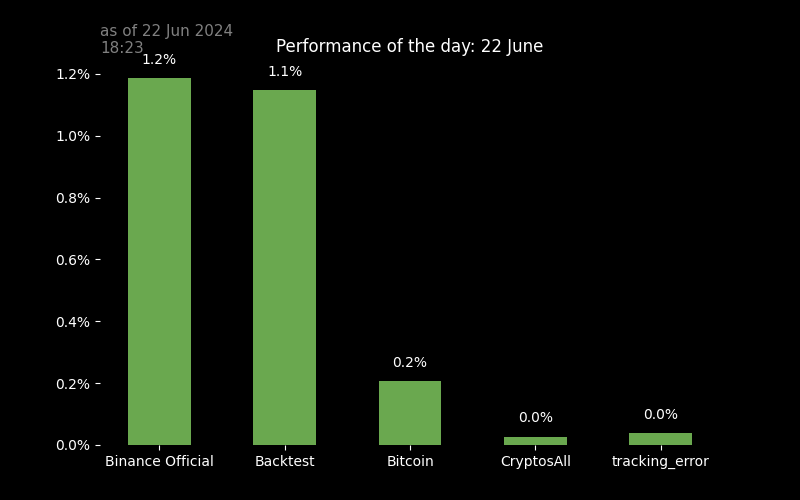 as of 22 Jun 2024
18:23
Performance of the day: 22 June
1.2%
1.1%
0.2%
0.0%
0.0%
1.2%
1.0%
0.8%
0.6%
0.4%
0.2%
0.0%
Binance Official
Backtest
Bitcoin
CryptosAll
tracking_error